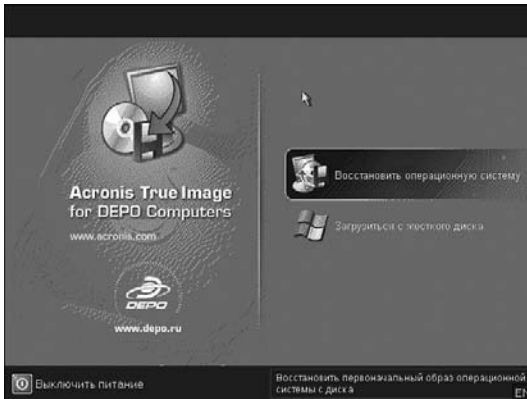 Acronis True Image
for DEPO Computers
www.acronis.com
DEPO
www.depo.ru
Восстановить операционную систему
Загрузиться с жесткого диска
Выключить питание
Восстановить первоначальный образ операционной
системы с диска
EN